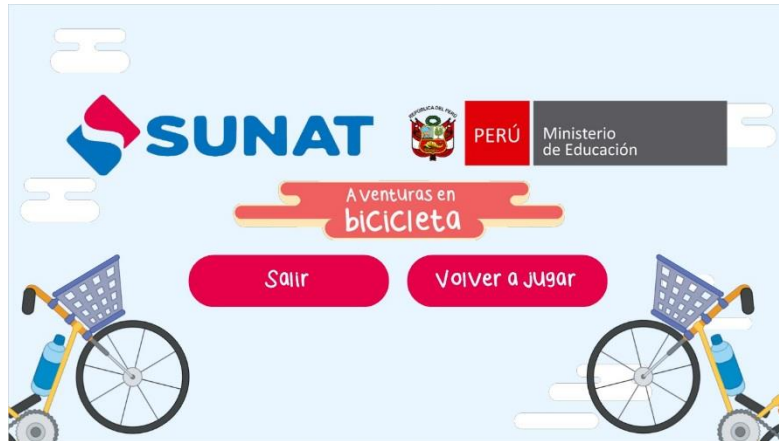 SUNAT
REPÚBLICA DEL PERÚ
PERÚ
Ministerio
de Educación
Aventuras en
bicicleta
Salir
Volver a jugar